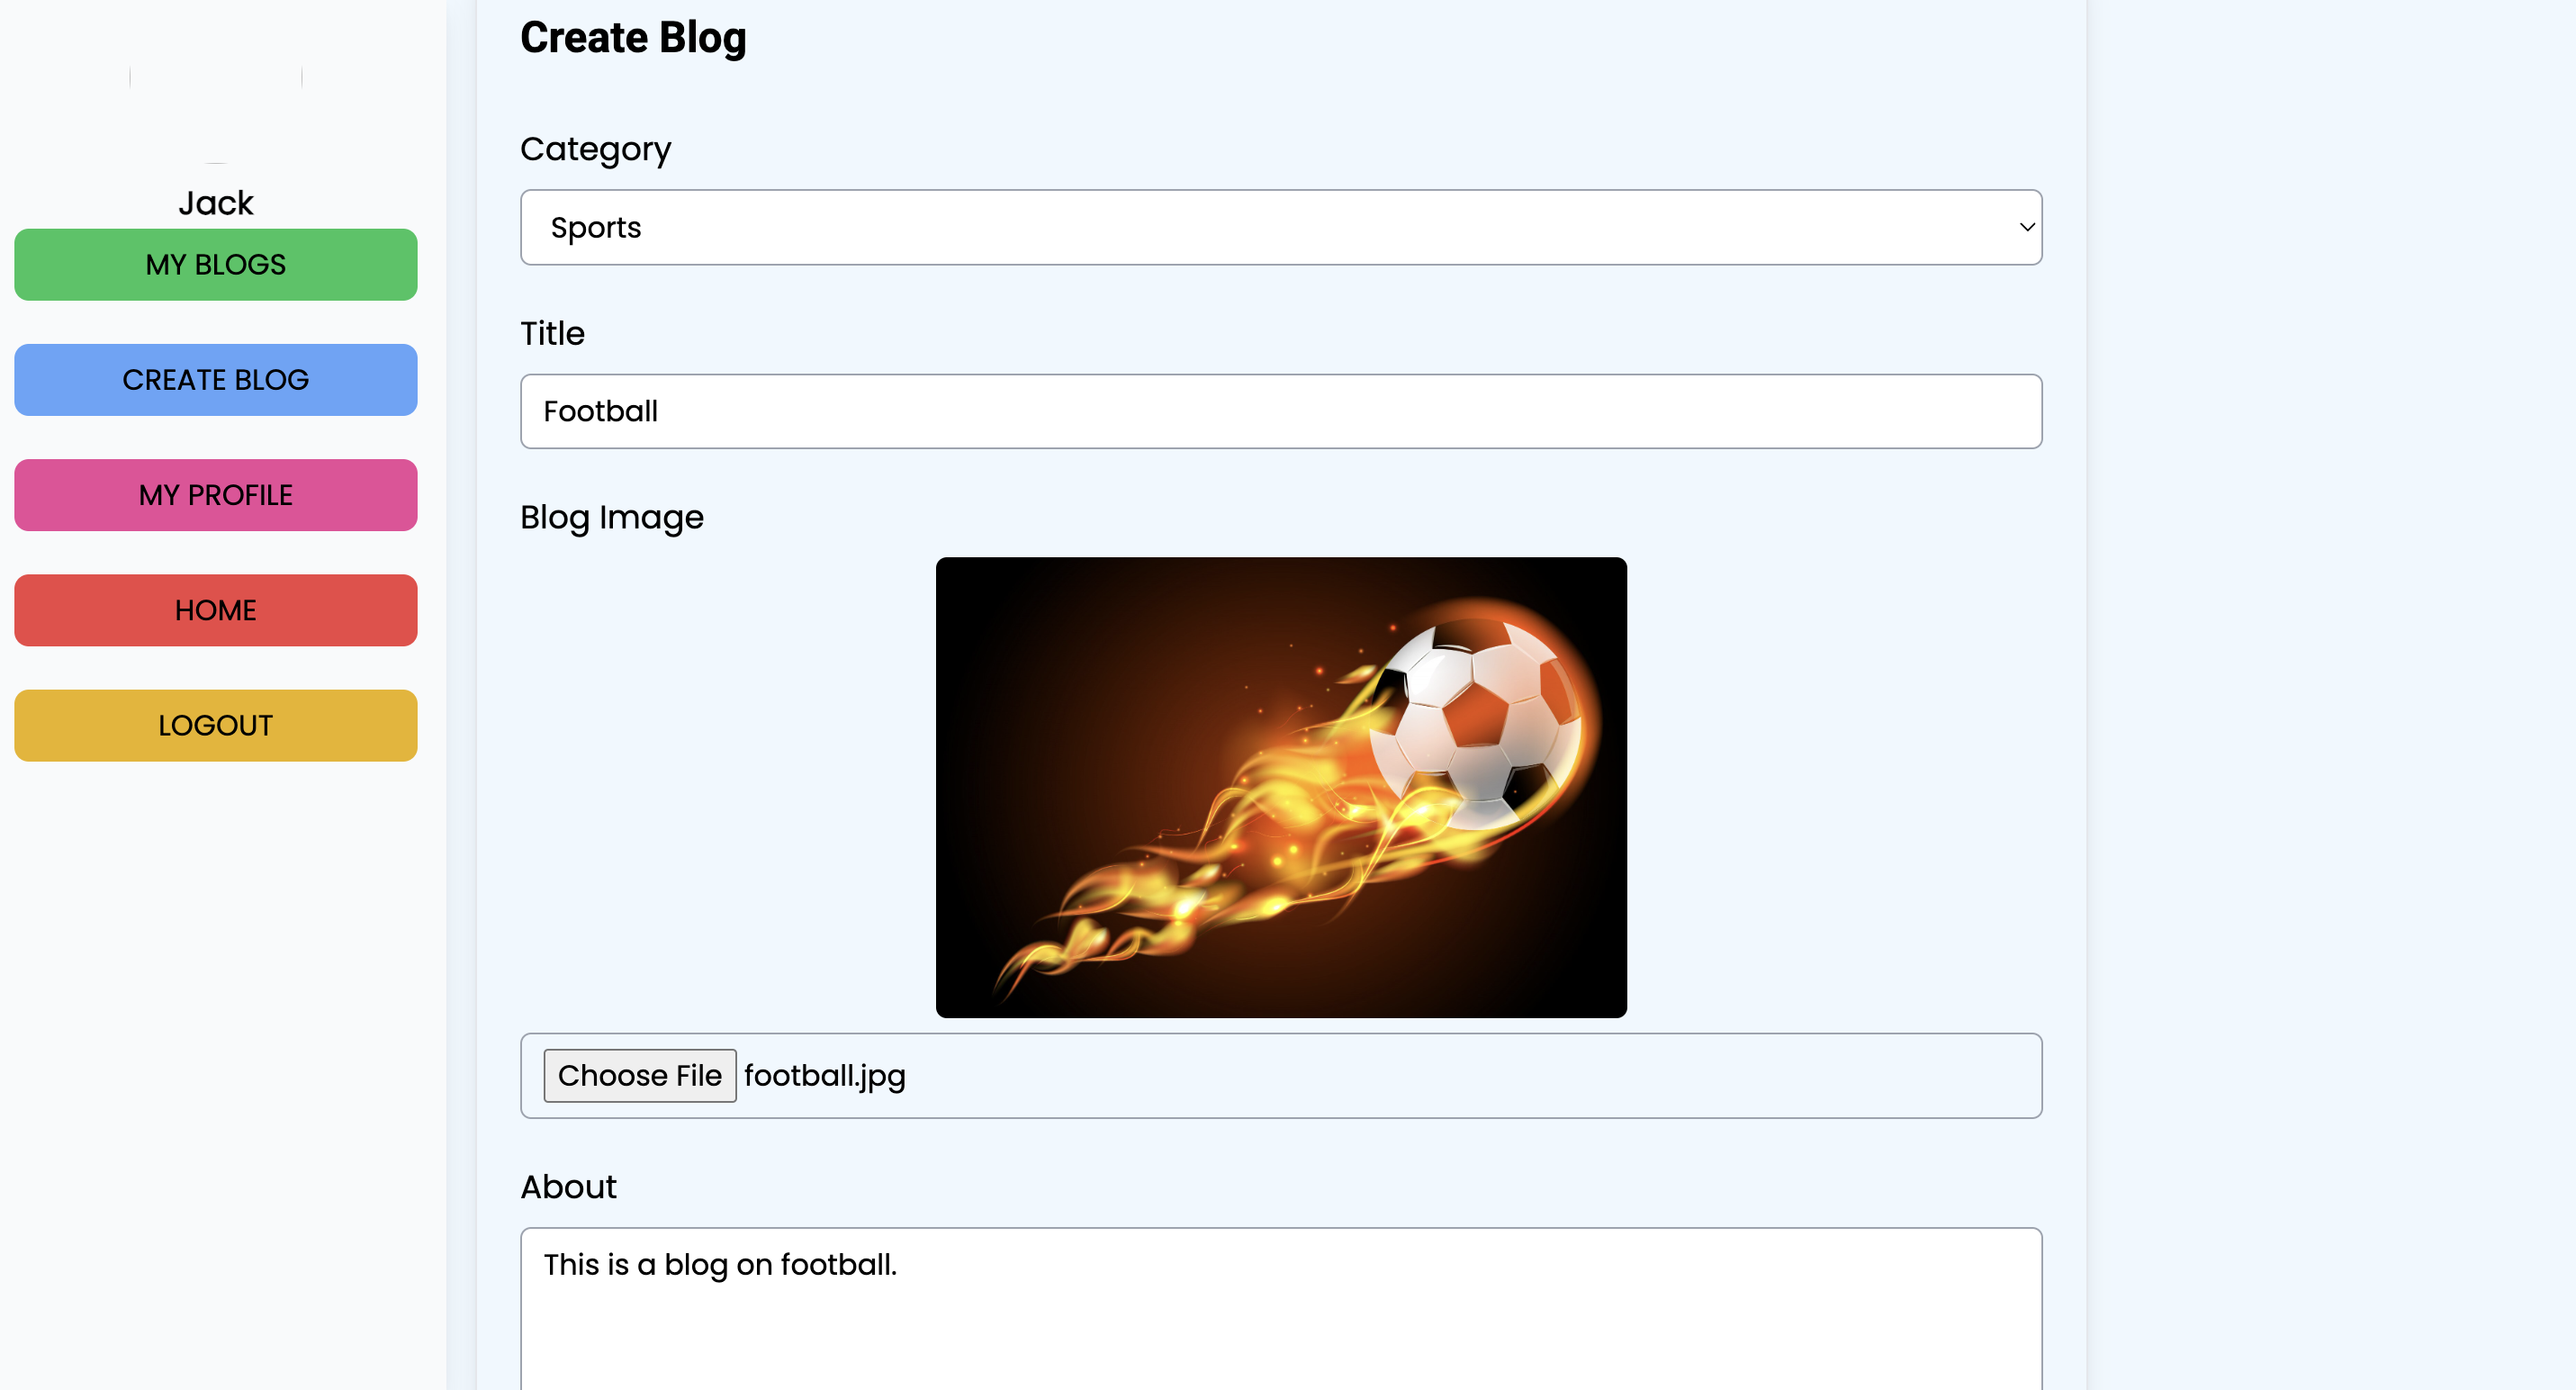 Jack
MY BLOGS
CREATE BLOG
MY PROFILE
HOME
LOGOUT
Create Blog
Category
Sports
Title
Football
Blog Image
Choose File football.jpg
About
This is a blog on football.